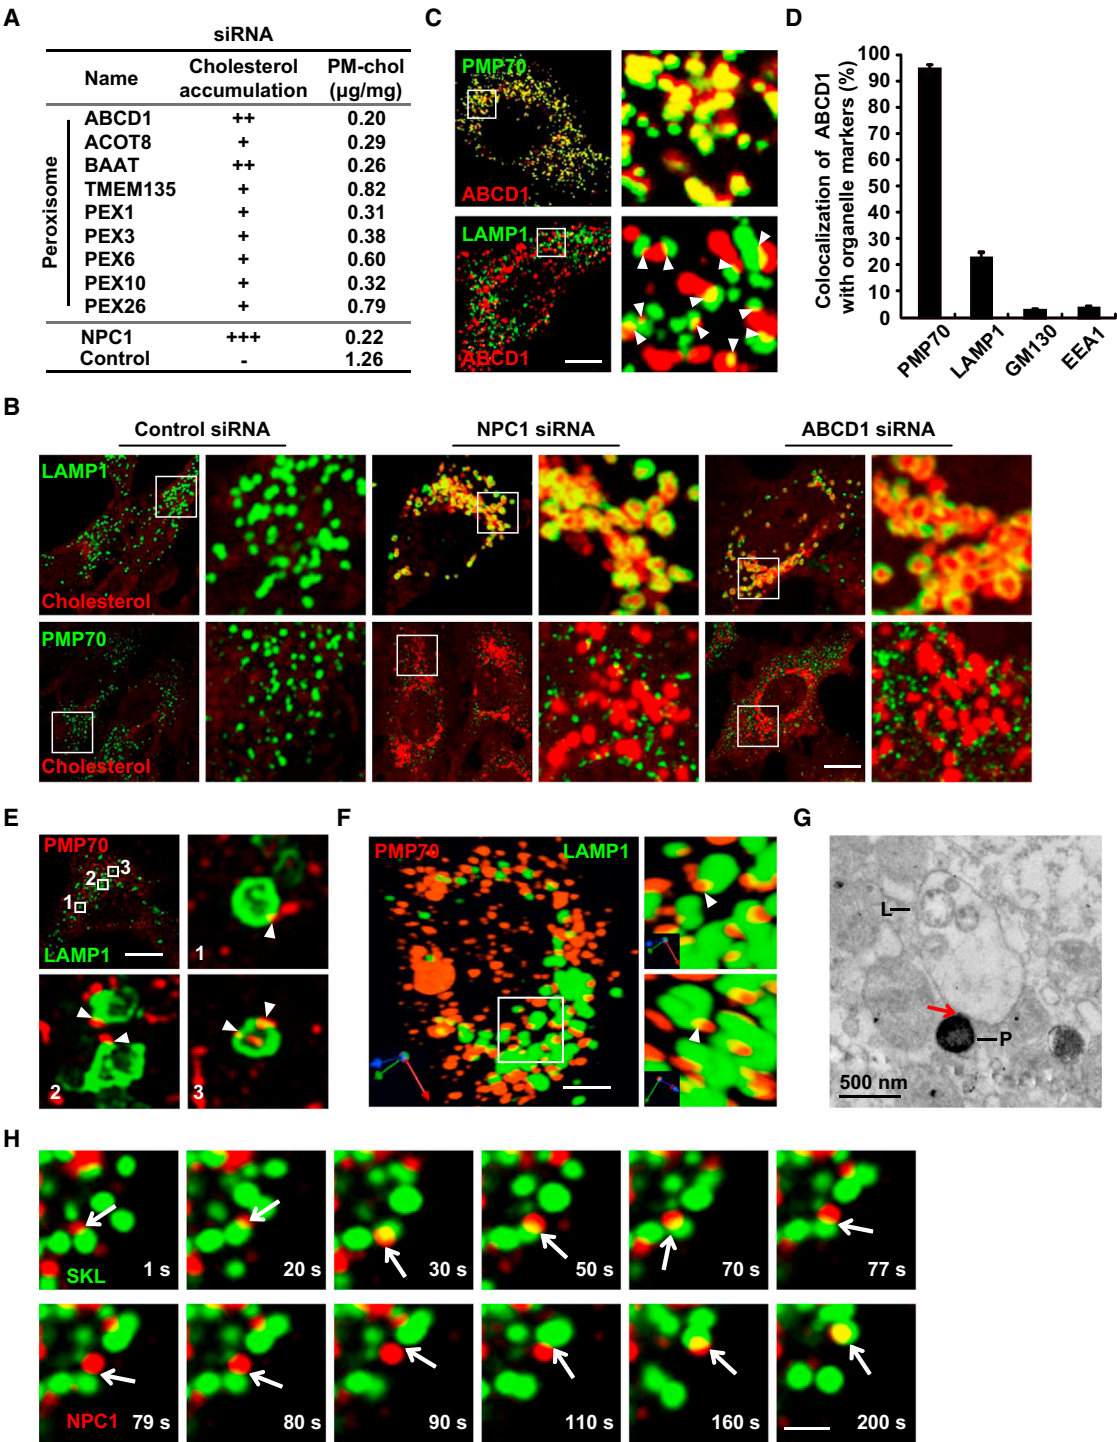 A
siRNA
Name Cholesterol accumulation PM-chol (µg/mg)
Peroxisome
ABCD1 ++ 0.20
ACOT8 + 0.29
BAAT ++ 0.26
TMEM135 + 0.82
PEX1 + 0.31
PEX3 + 0.38
PEX6 + 0.60
PEX10 + 0.32
PEX26 + 0.79
NPC1 +++ 0.22
Control - 1.26
C
PMP70
ABCD1
LAMP1
ABCD1
D
Colocalization of ABCD1
with organelle markers (%)
100
90
80
70
60
50
40
30
20
10
0
PMP70
LAMP1
GM130
EEA1
B
Control siRNA NPC1 siRNA ABCD1 siRNA
LAMP1
Cholesterol
PMP70
Cholesterol
E
PMP70
3
2
1
LAMP1
1
2
3
F
PMP70 LAMP1
G
L
P
500 nm
H
SKL
1 s 20 s 30 s 50 s 70 s 77 s
NPC1
79 s 80 s 90 s 110 s 160 s 200 s